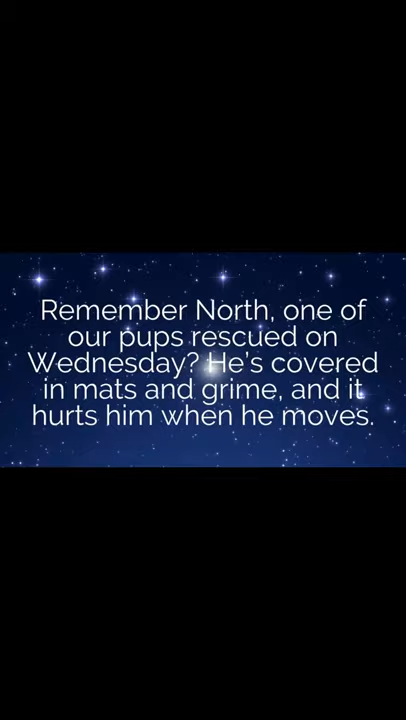 Remember North, one of
our pups rescued on
Wednesday? He's covered
in mats and grime, and it
hurts him when he moves.